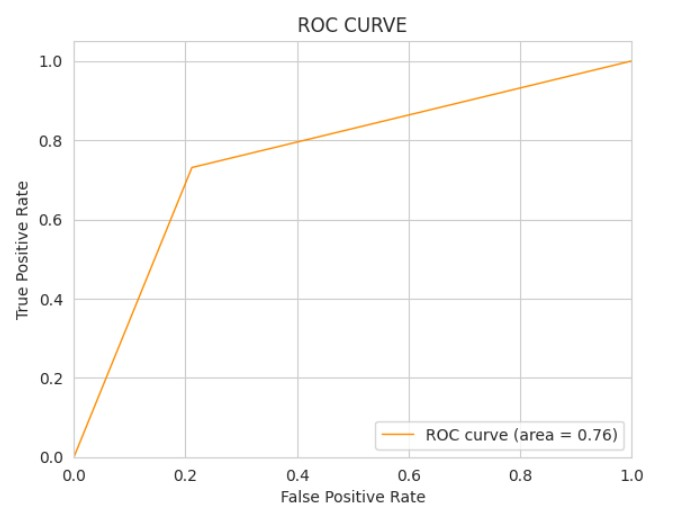 ROC CURVE
1.0
0.8
0.6
0.4
0.2
0.0
True Positive Rate
ROC curve (area = 0.76)
0.0 0.2 0.4 0.6 0.8 1.0
False Positive Rate